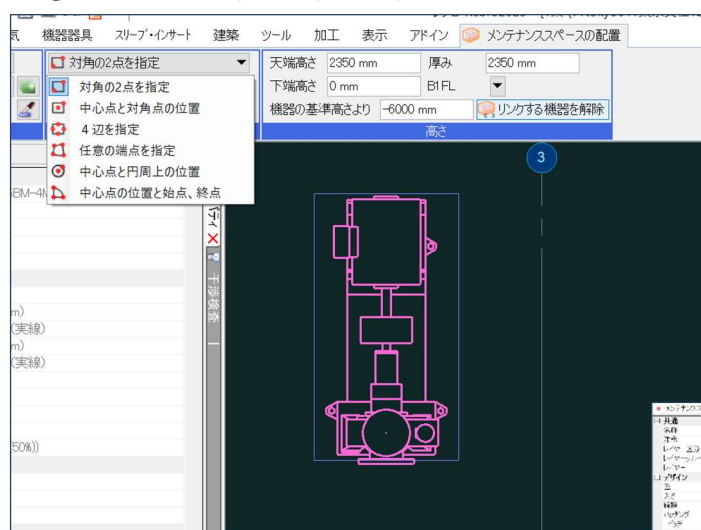 機器器具 スリーブ・インサート 建築 ツール 加工 表示 アドイン メンテナンススペースの配置
対角の2点を指定
対角の2点を指定
中心点と対角点の位置
4 辺を指定
任意の端点を指定
中心点と円周上の位置
中心点の位置と始点、終点
天端高さ 2350 mm 厚み 2350 mm
下端高さ 0 mm B1FL
機器の基準高さより -6000 mm リンクする機器を解除
高さ
3
干渉検査
m)
(実線)
m)
(実線)
50%))
共通
名称
デザイン
色